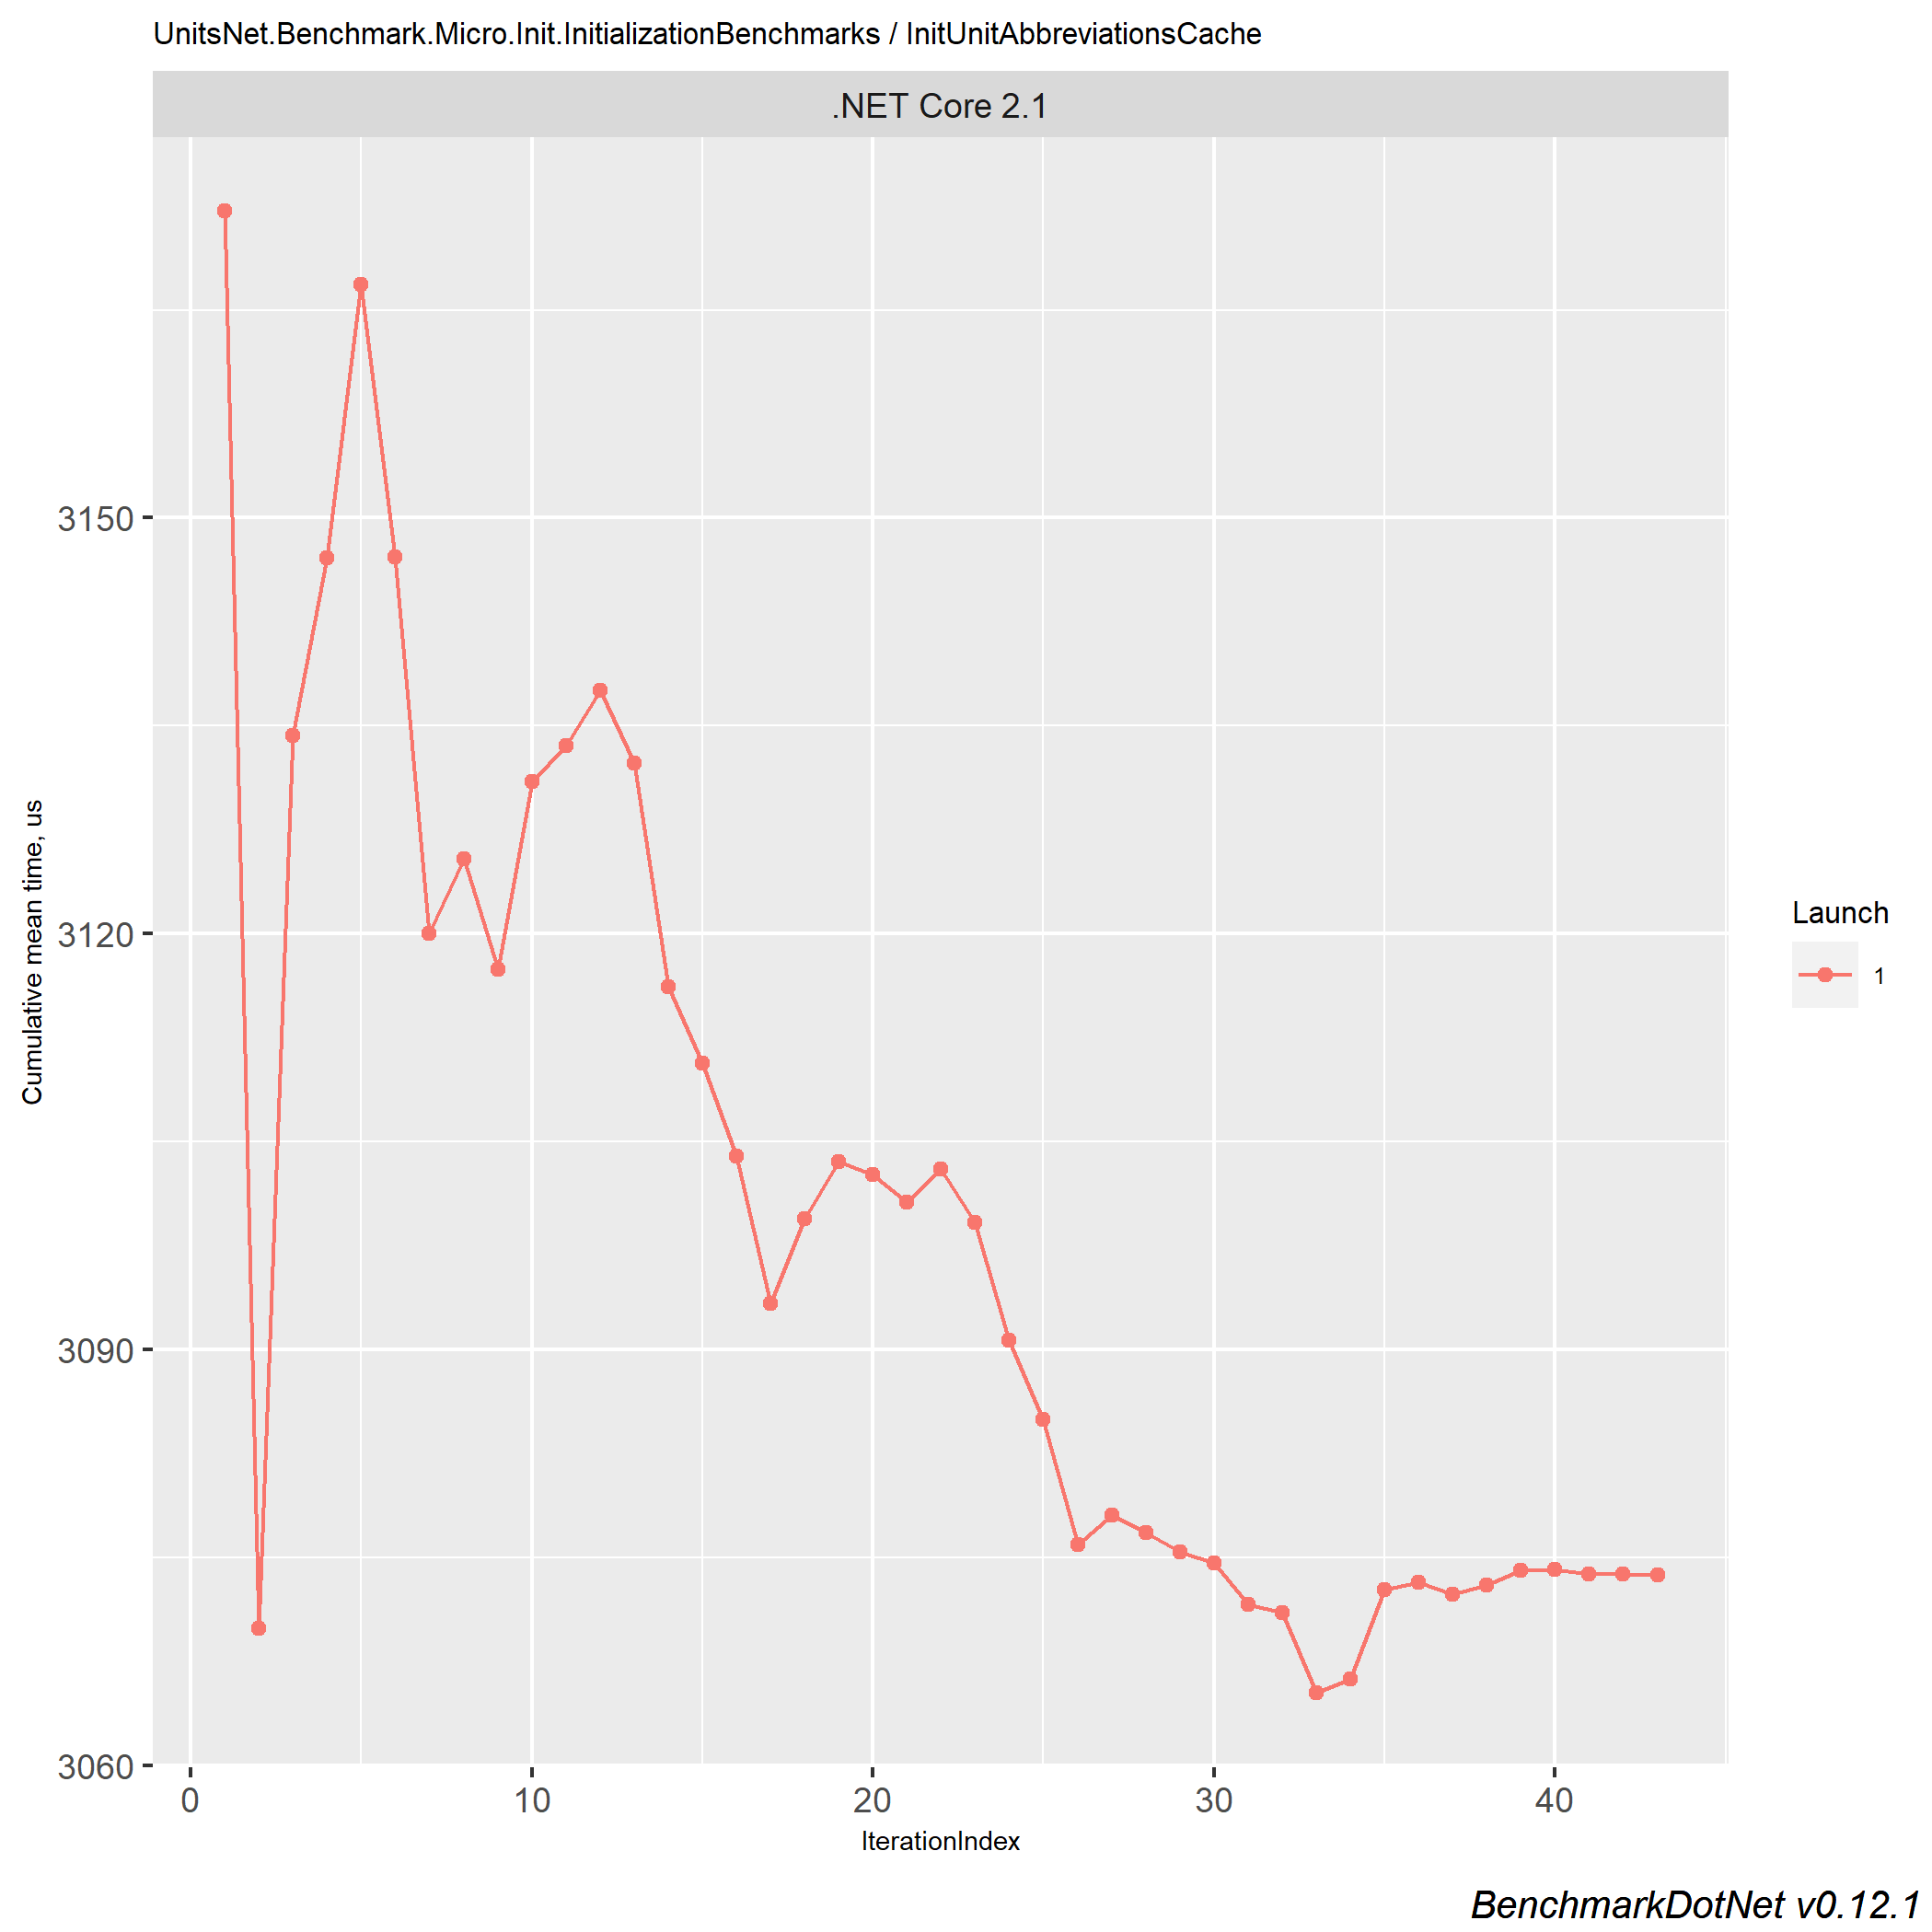 UnitsNet.Benchmark.Micro.Init.InitializationBenchmarks / InitUnitAbbreviationsCache
.NET Core 2.1
Cumulative mean time, us
3150
3120
3090
3060
0 10 20 30 40
IterationIndex
Launch
1
BenchmarkDotNet v0.12.1